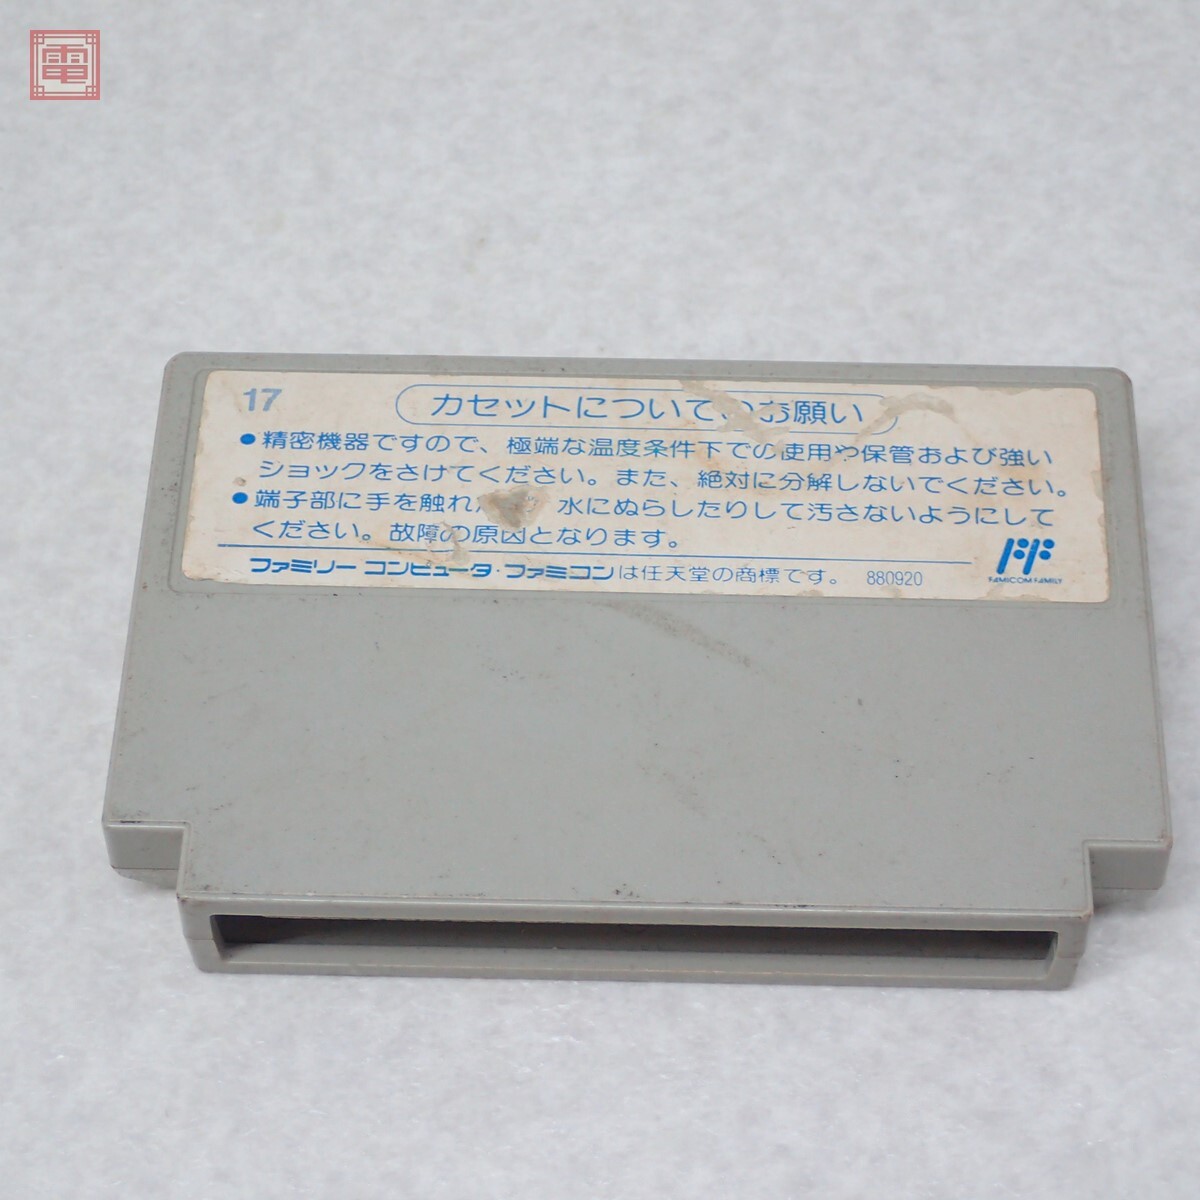 電
17
カセットについてのお願い
●精密機器ですので、極端な温度条件下での使用や保管および強い
ショックをさけてください。また、絶対に分解しないでください。
●端子部に手を触れ 水にぬらしたりして汚さないようにして
ください。故障の原因となります。
ファミリー コンピュータ・ファミコンは任天堂の商標です。 880920
FAMICOM FAMILY